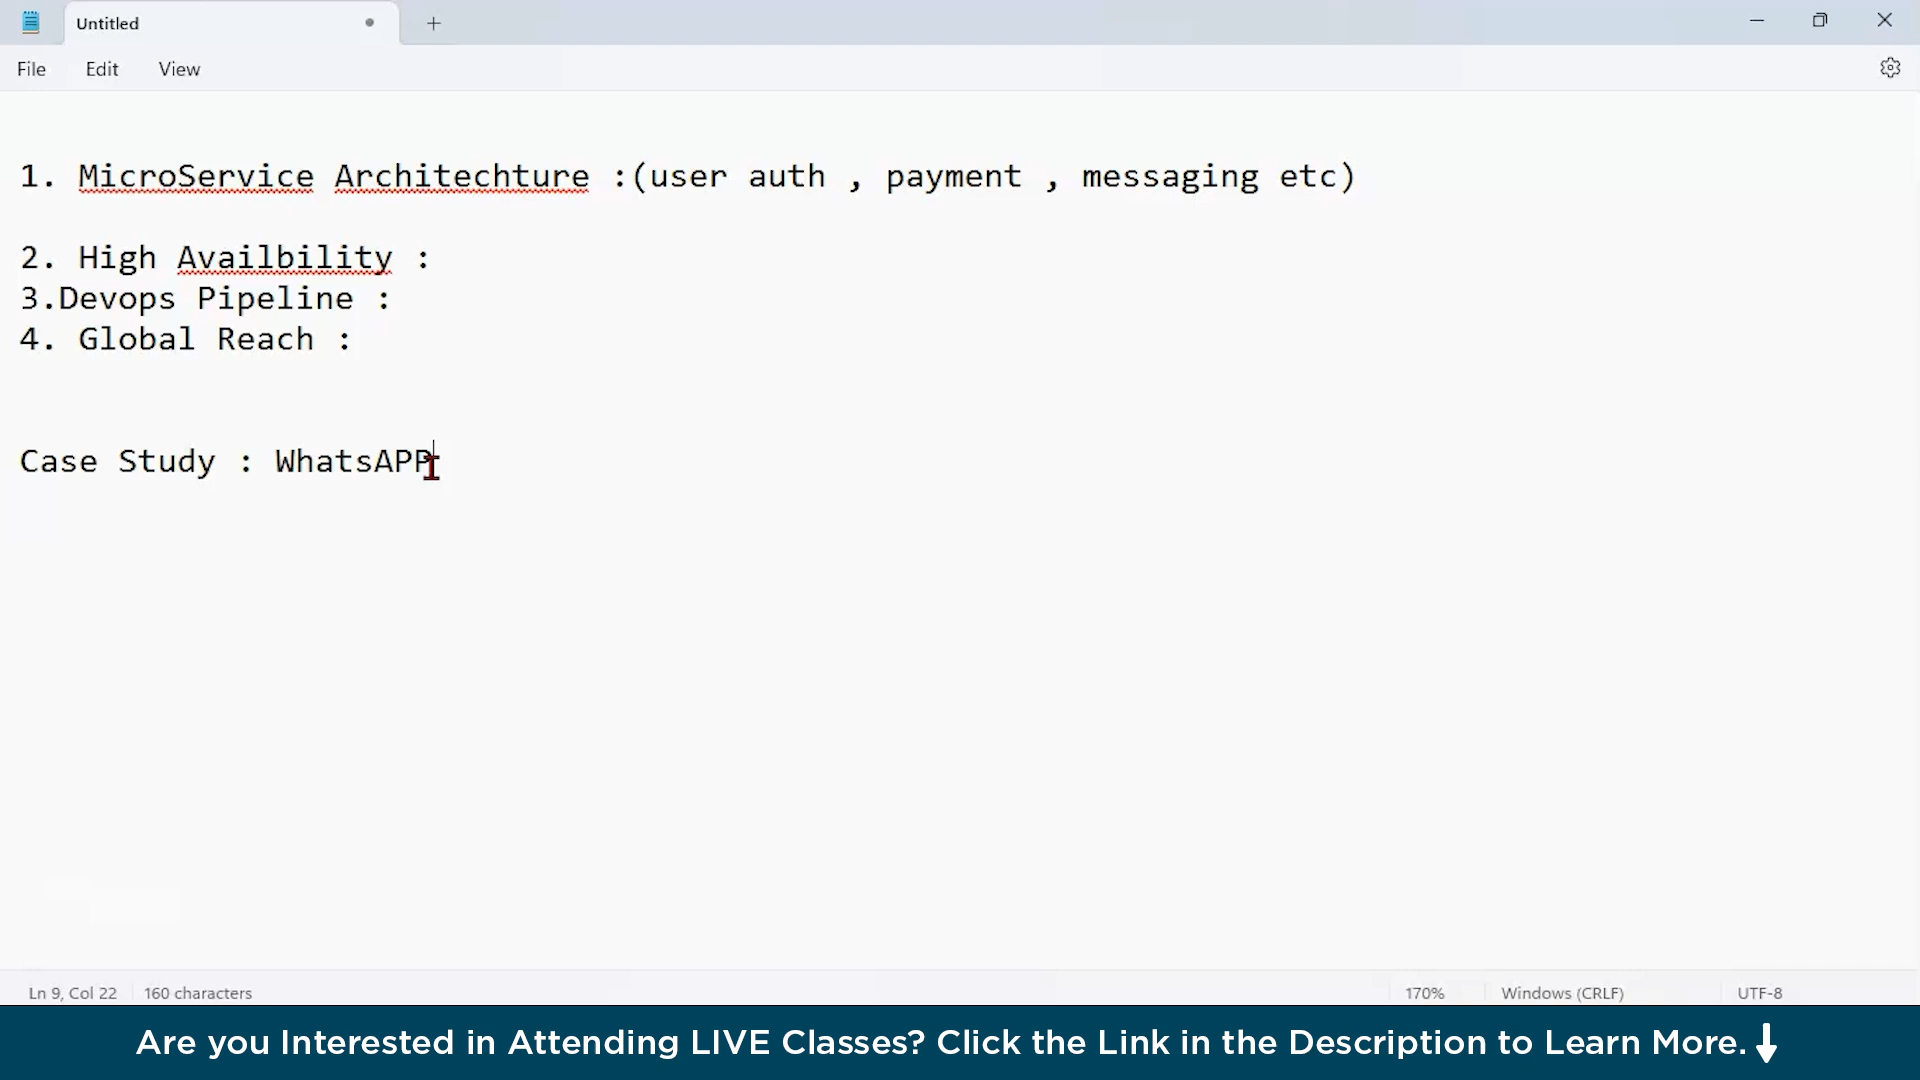 Untitled
File Edit View
1. MicroService Architechture :(user auth , payment , messaging etc)
2. High Availbility :
3.Devops Pipeline :
4. Global Reach :
Case Study : WhatsAPP
Ln 9, Col 22 160 characters 170% Windows (CRLF) UTF-8
Are you Interested in Attending LIVE Classes? Click the Link in the Description to Learn More.